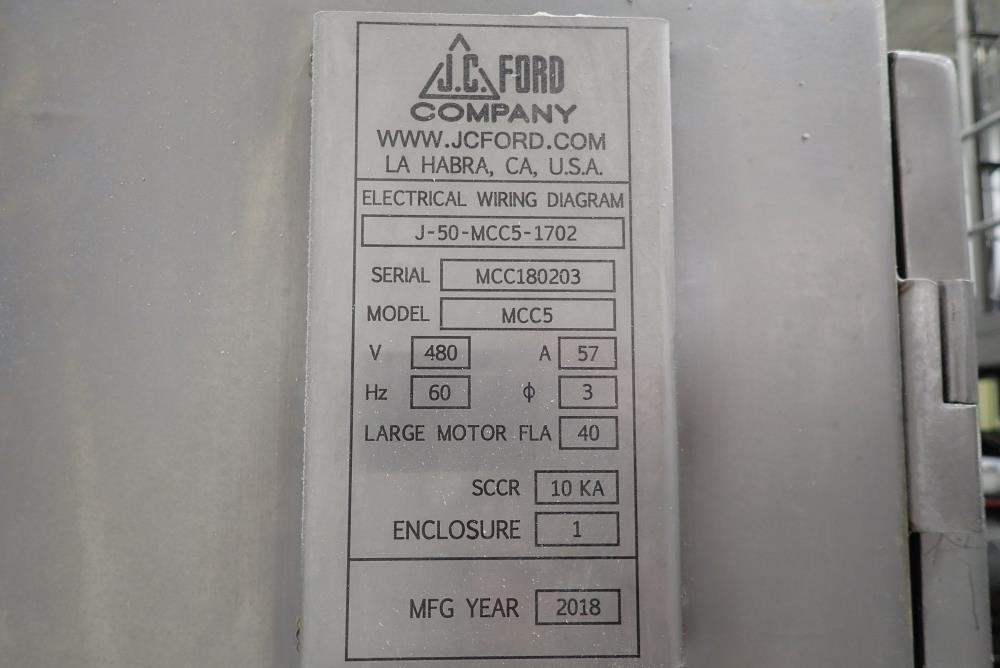 J.C. FORD
COMPANY
WWW.JCFORD.COM
LA HABRA, CA, U.S.A.
ELECTRICAL WIRING DIAGRAM
J-50-MCC5-1702
SERIAL MCC180203
MODEL MCC5
V 480 A 57
Hz 60 ϕ 3
LARGE MOTOR FLA 40
SCCR 10 KA
ENCLOSURE 1
MFG YEAR 2018